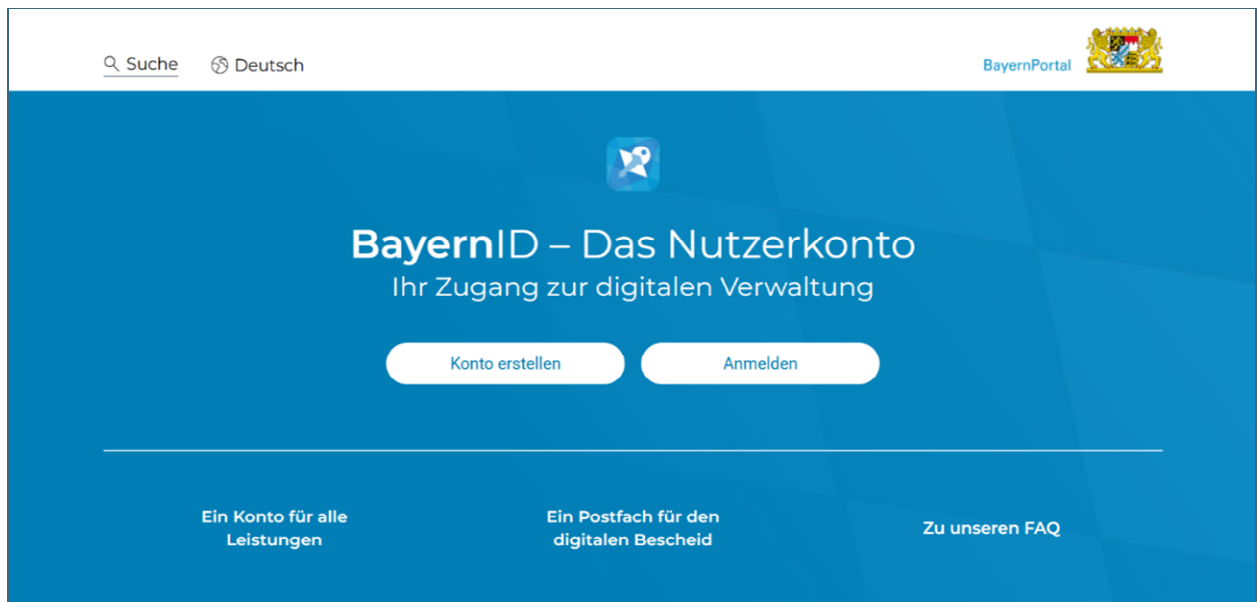 Suche
Deutsch
BayernPortal
BayernID – Das Nutzerkonto
Ihr Zugang zur digitalen Verwaltung
Konto erstellen
Anmelden
Ein Konto für alle
Leistungen
Ein Postfach für den
digitalen Bescheid
Zu unseren FAQ